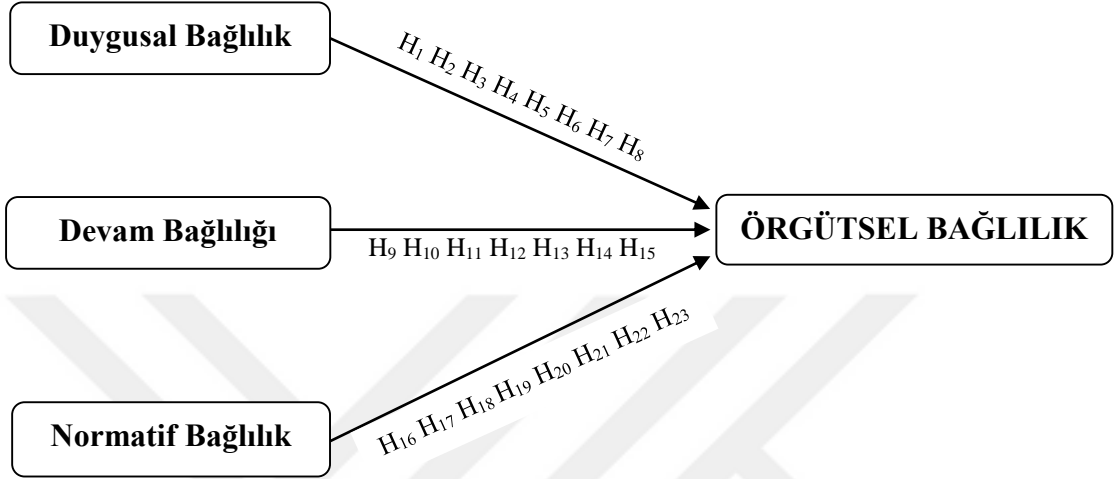 Duygusal Bağlılık
H₁ H₂ H₃ H₄ H₅ H₆ H₇ H₈
Devam Bağlılığı
H₉ H₁₀ H₁₁ H₁₂ H₁₃ H₁₄ H₁₅
ÖRGÜTSEL BAĞLILIK
Normatif Bağlılık
H₁₆ H₁₇ H₁₈ H₁₉ H₂₀ H₂₁ H₂₂ H₂₃